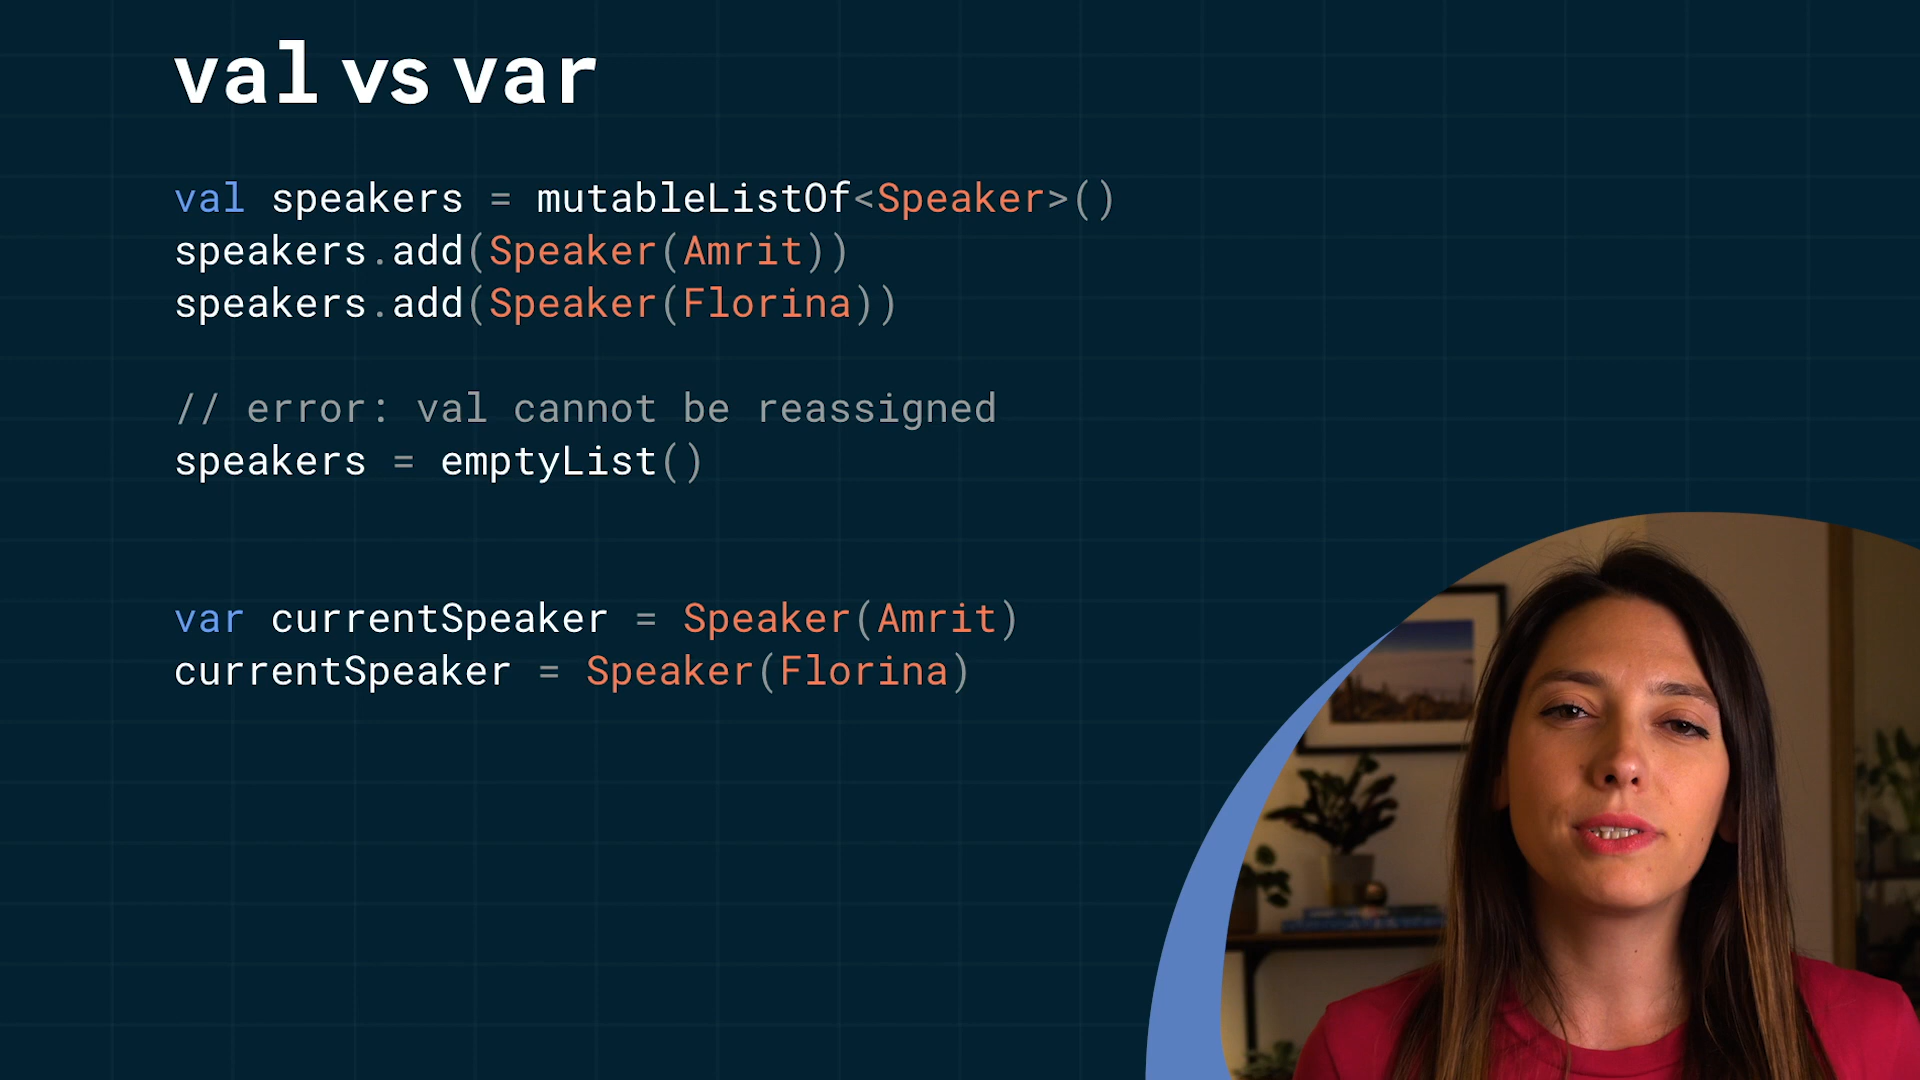 val vs var
val speakers = mutableListOf<Speaker>()
speakers.add(Speaker(Amrit))
speakers.add(Speaker(Florina))
// error: val cannot be reassigned
speakers = emptyList()
var currentSpeaker = Speaker(Amrit)
currentSpeaker = Speaker(Florina)